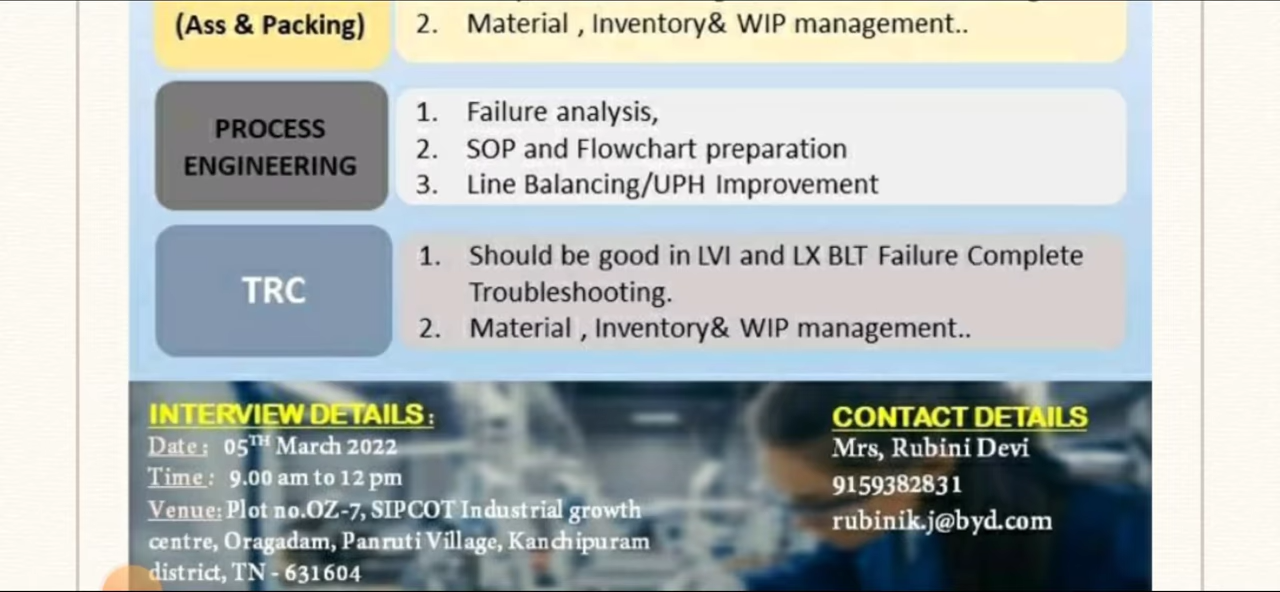 (Ass & Packing)
2. Material , Inventory& WIP management..
PROCESS
ENGINEERING
1. Failure analysis,
2. SOP and Flowchart preparation
3. Line Balancing/UPH Improvement
TRC
1. Should be good in LVI and LX BLT Failure Complete
Troubleshooting.
2. Material , Inventory& WIP management..
INTERVIEW DETAILS:
Date: 05TH March 2022
Time: 9.00 am to 12 pm
Venue: Plot no.OZ-7, SIPCOT Industrial growth
centre, Oragadam, Panruti Village, Kanchipuram
district, TN - 631604
CONTACT DETAILS
Mrs, Rubini Devi
9159382831
rubinik.j@byd.com